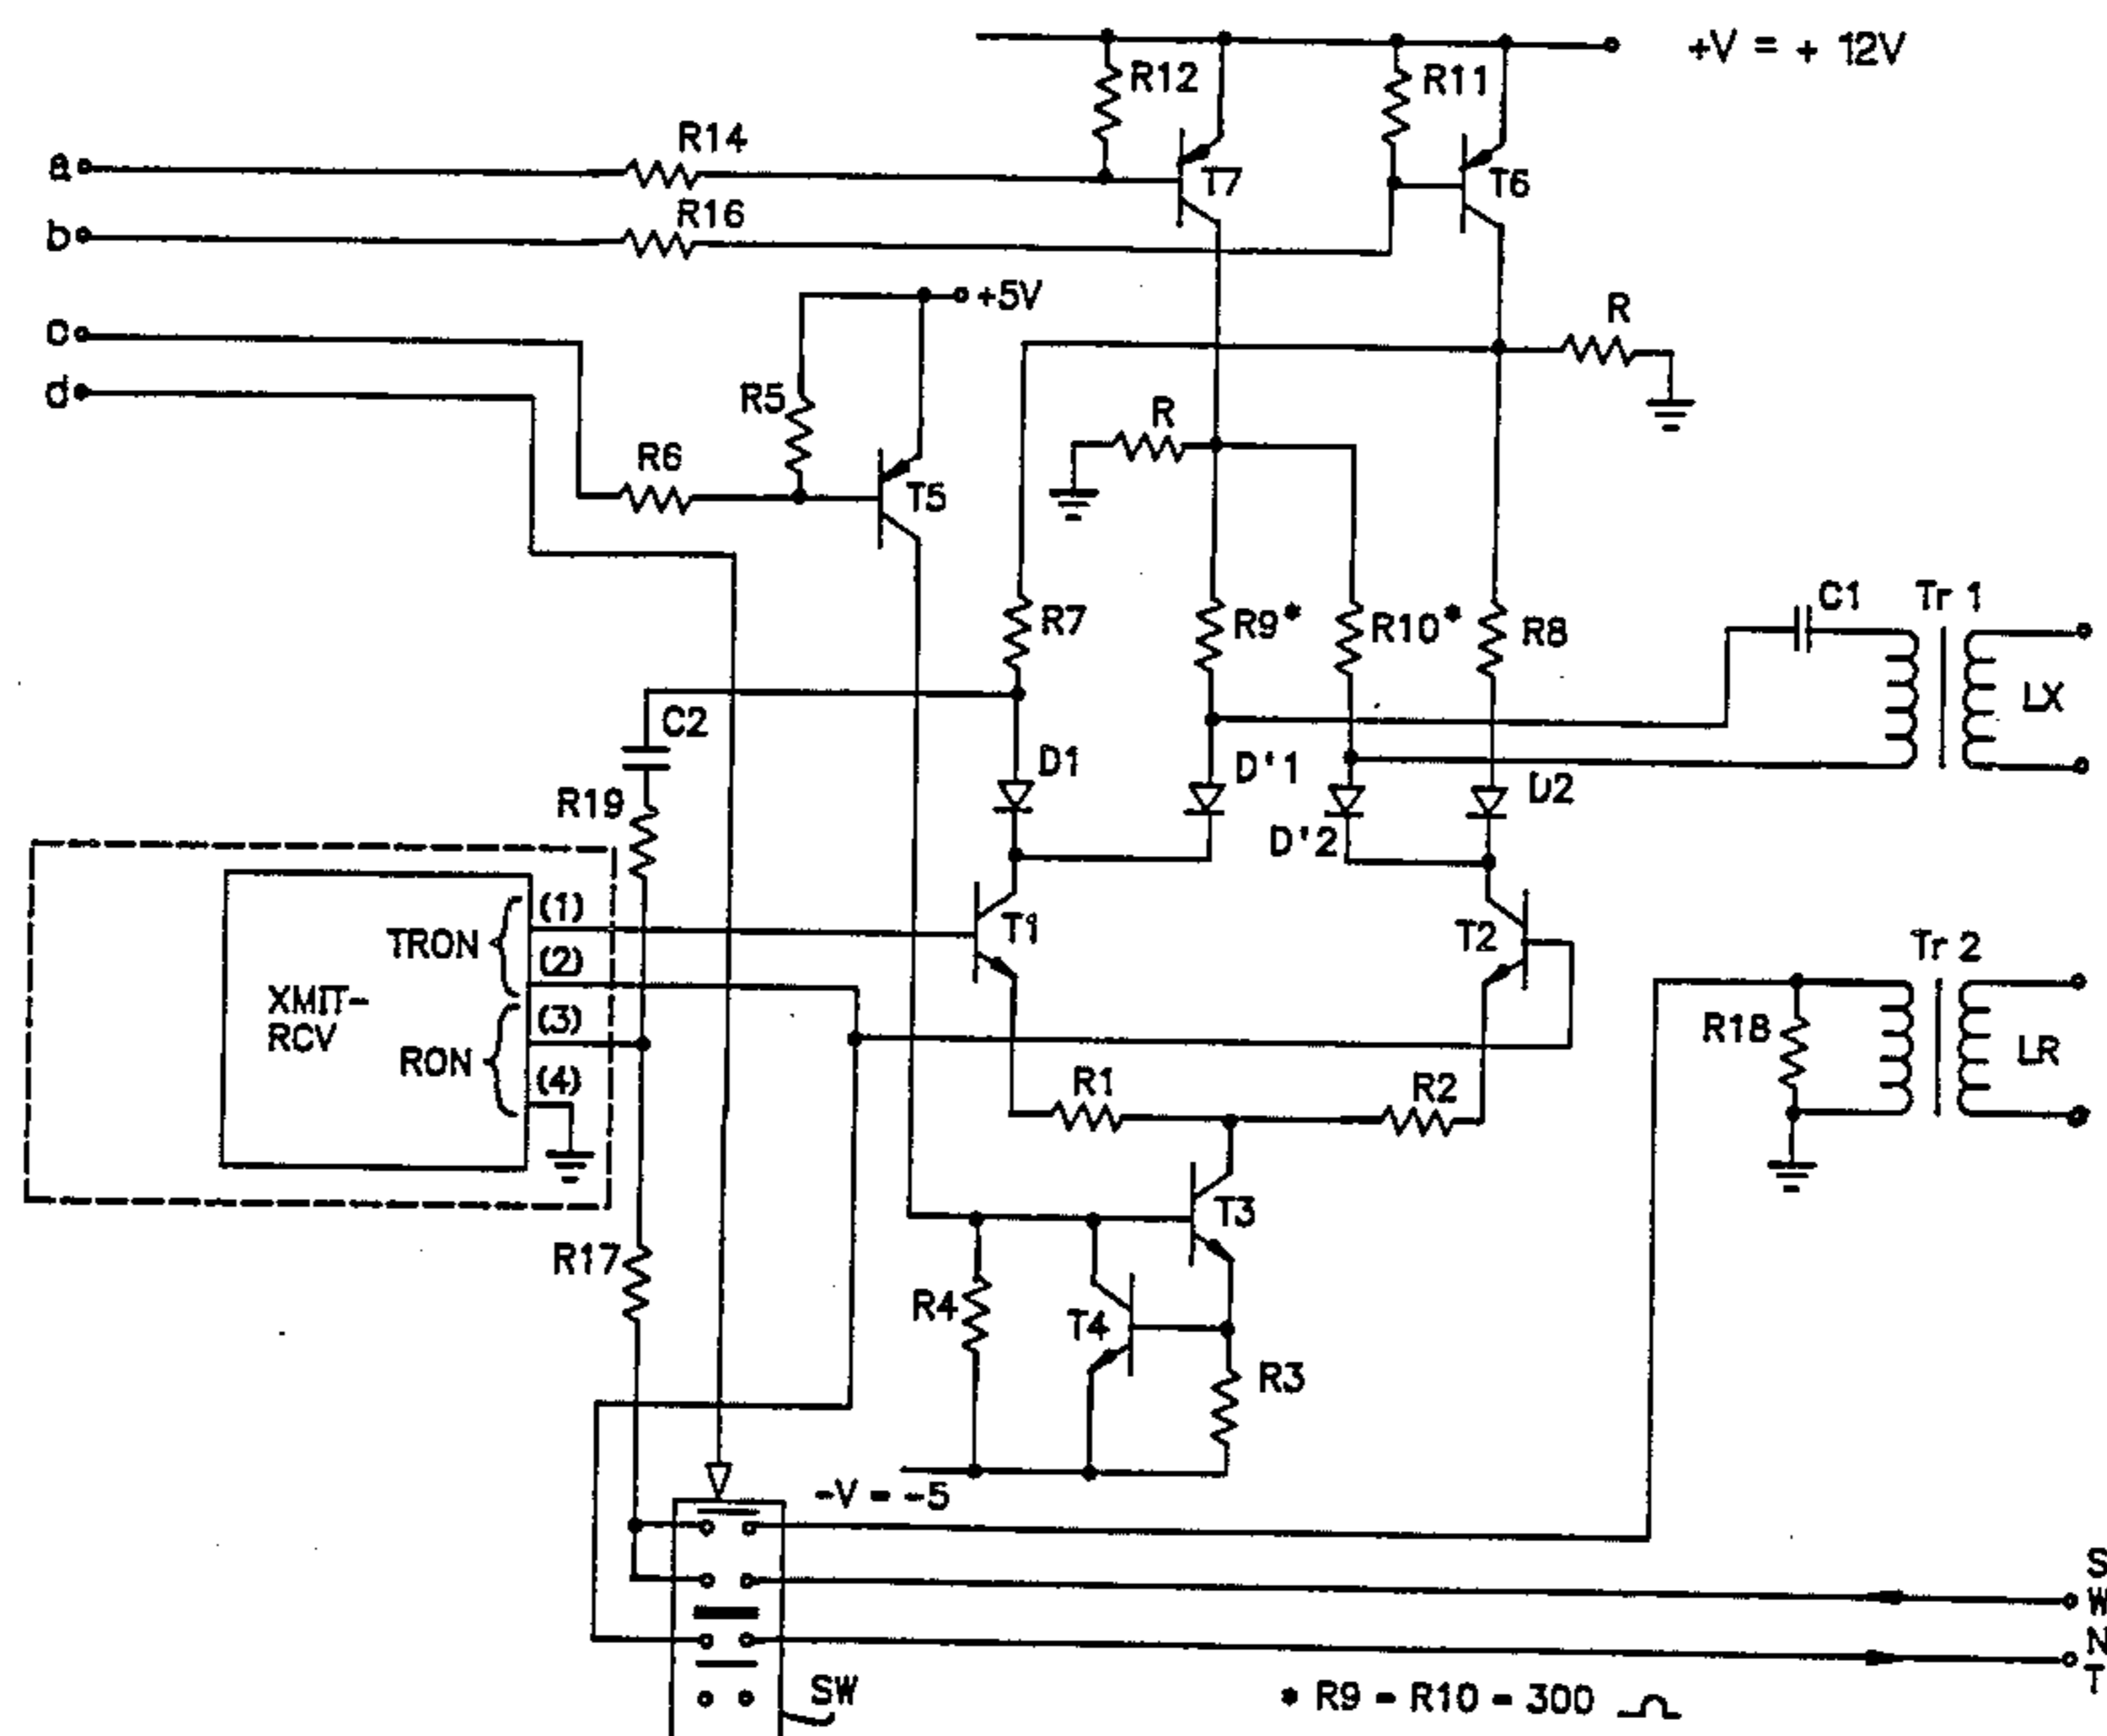 +V = + 12V
R12
R11
a
R14
T7
T6
b
R16
c
+5V
R
d
R5
R
R6
T5
C1
Tr 1
R7
R9*
R10*
R8
LX
C2
D1
D'1
D2
R19
D'2
TRON
(1)
(2)
T1
T2
Tr 2
XMIT-
RCV
(3)
RON
(4)
R18
LR
R1
R2
T3
R17
R4
T4
R3
-V = -5
S
W
N
T
SW
* R9 - R10 - 300